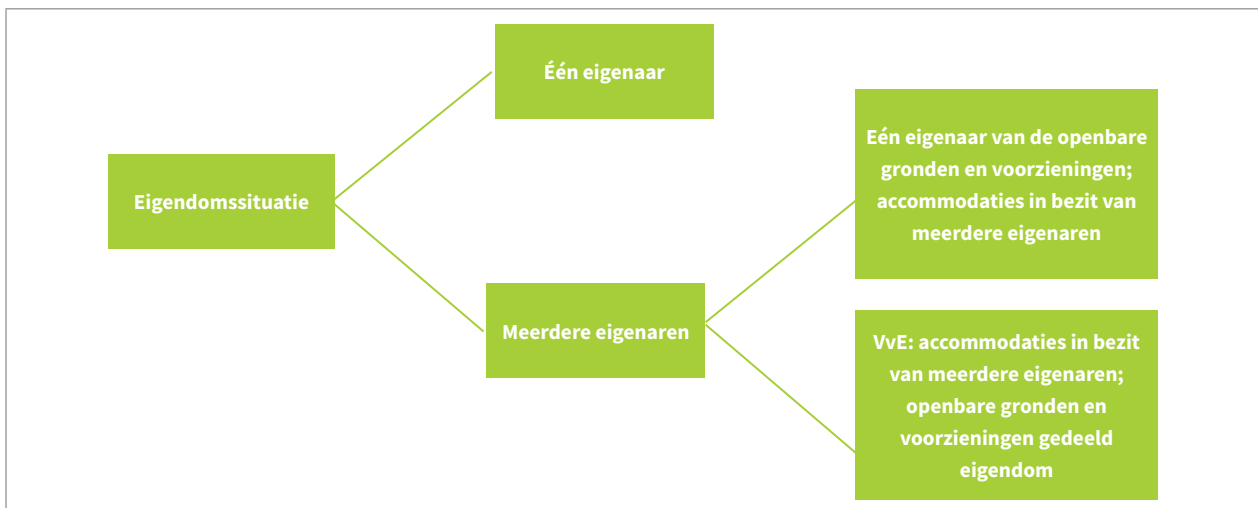 Één eigenaar
Eigendomssituatie
Meerdere eigenaren
Eén eigenaar van de openbare
gronden en voorzieningen;
accommodaties in bezit van
meerdere eigenaren
VvE: accommodaties in bezit
van meerdere eigenaren;
openbare gronden en
voorzieningen gedeeld
eigendom